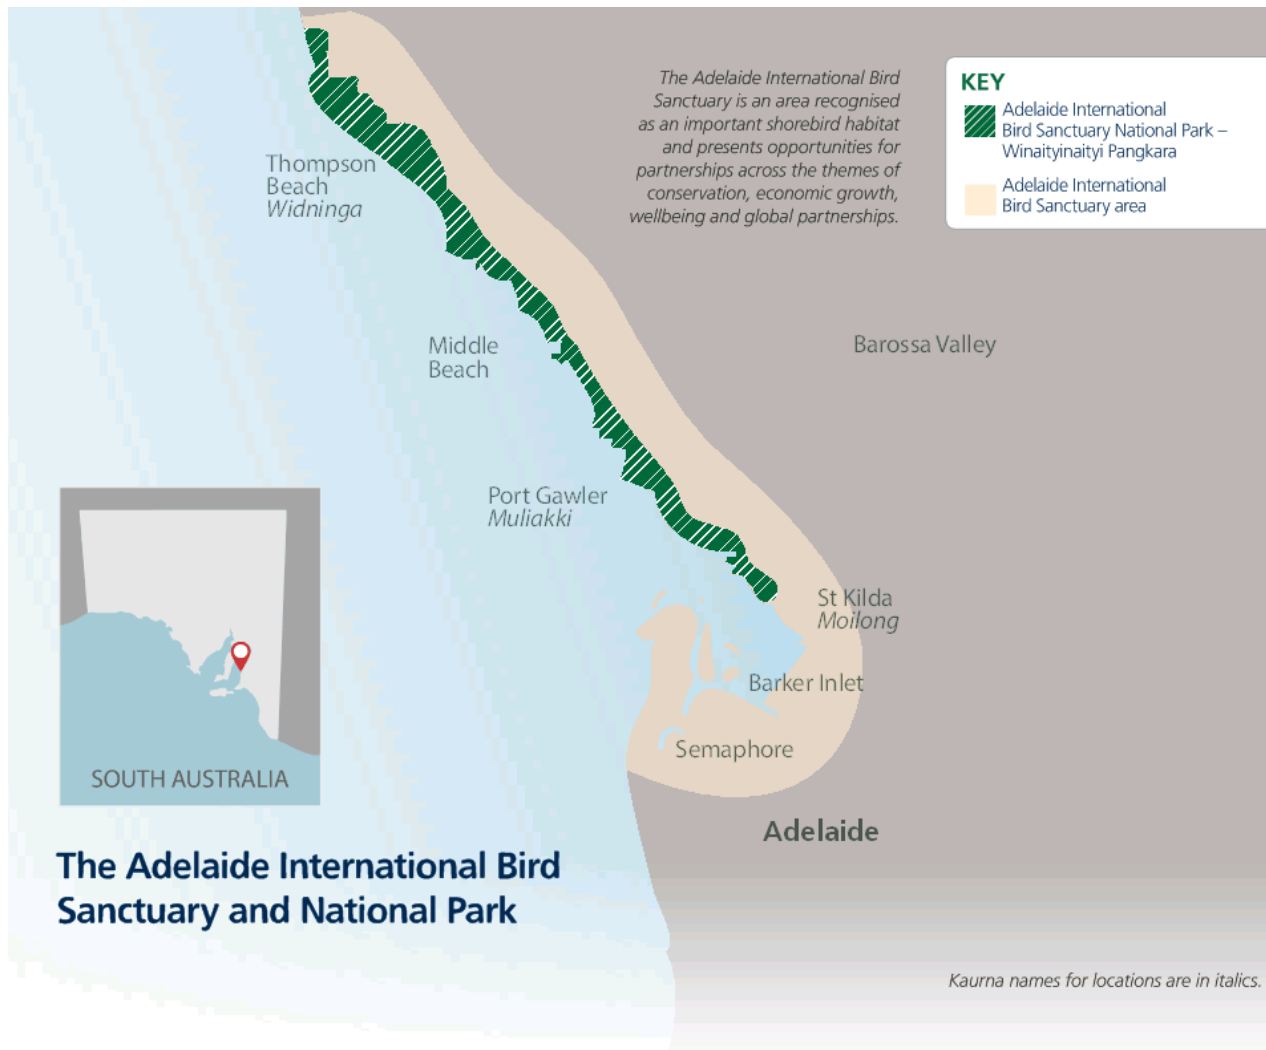 The Adelaide International Bird
Sanctuary is an area recognised
as an important shorebird habitat
and presents opportunities for
partnerships across the themes of
conservation, economic growth,
wellbeing and global partnerships.
KEY
Adelaide International
Bird Sanctuary National Park –
Winaityinaityi Pangkara
Adelaide International
Bird Sanctuary area
Thompson
Beach
Widninga
Middle
Beach
Barossa Valley
Port Gawler
Muliakki
St Kilda
Moilong
Barker Inlet
Semaphore
Adelaide
SOUTH AUSTRALIA
The Adelaide International Bird
Sanctuary and National Park
Kaurna names for locations are in italics.